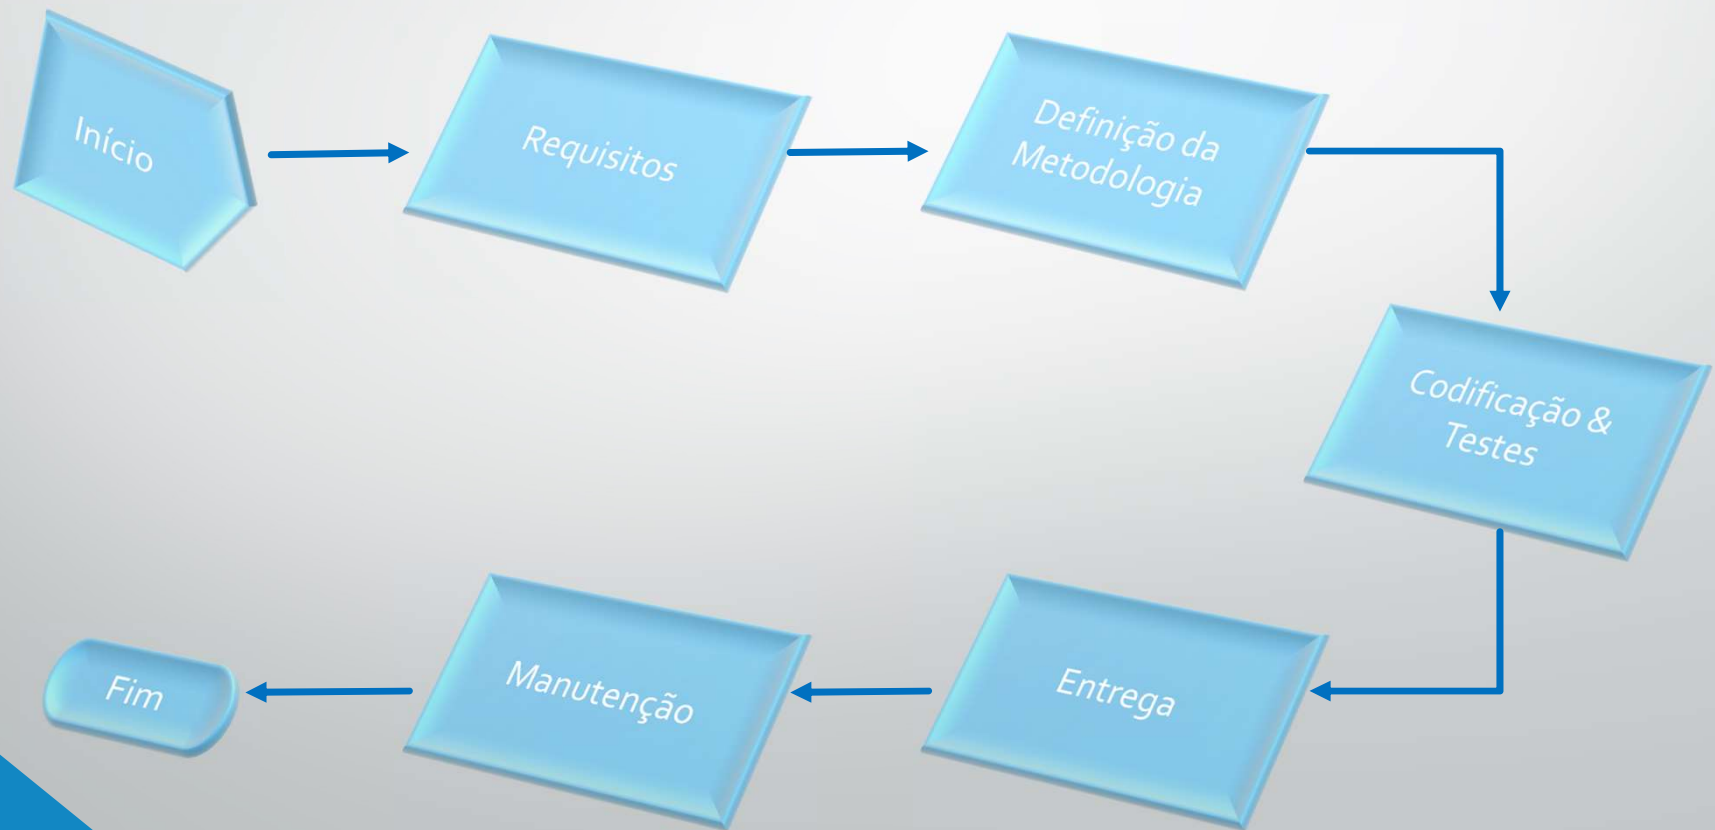 Início
Requisitos
Definição da
Metodologia
Codificação &
Testes
Entrega
Manutenção
Fim